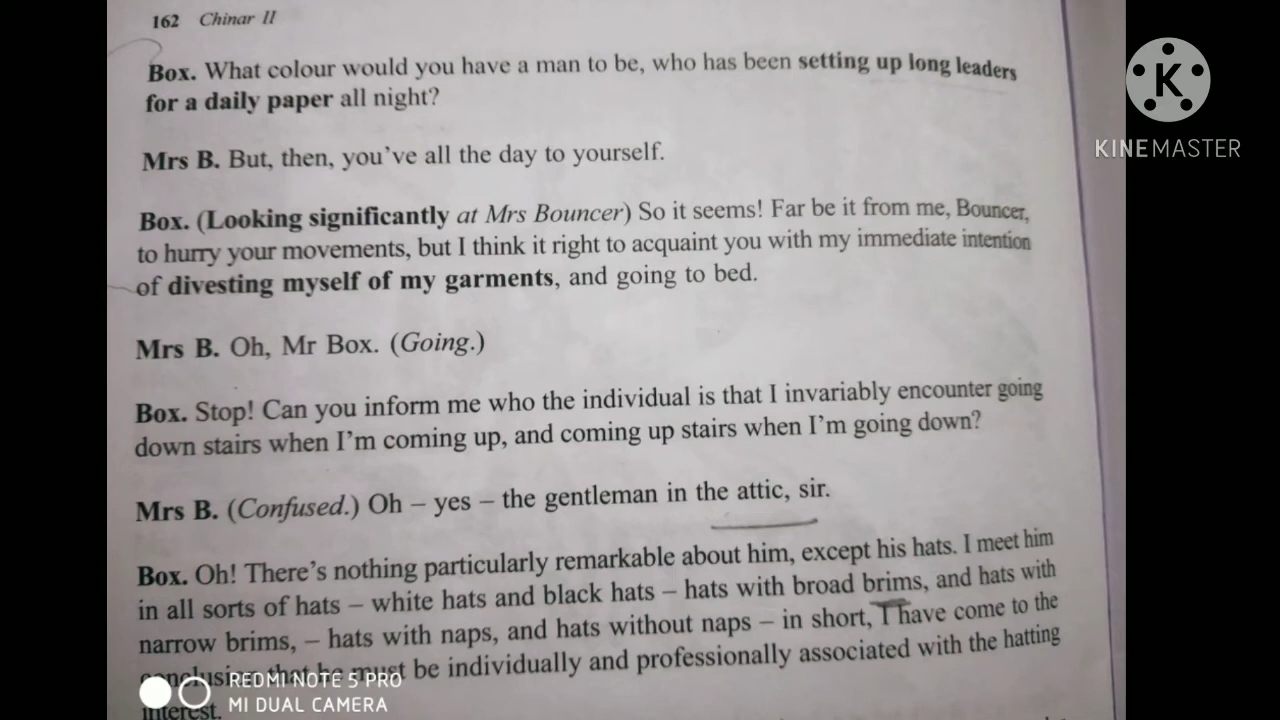 162 Chinar II
Box. What colour would you have a man to be, who has been setting up long leaders
for a daily paper all night?
Mrs B. But, then, you've all the day to yourself.
Box. (Looking significantly at Mrs Bouncer) So it seems! Far be it from me, Bouncer,
to hurry your movements, but I think it right to acquaint you with my immediate intention
of divesting myself of my garments, and going to bed.
Mrs B. Oh, Mr Box. (Going.)
Box. Stop! Can you inform me who the individual is that I invariably encounter going
down stairs when I'm coming up, and coming up stairs when I'm going down?
Mrs B. (Confused.) Oh – yes – the gentleman in the attic, sir.
Box. Oh! There's nothing particularly remarkable about him, except his hats. I meet him
in all sorts of hats – white hats and black hats – hats with broad brims, and hats with
narrow brims, – hats with naps, and hats without naps – in short, I have come to the
conclusion that he must be individually and professionally associated with the hatting
interest.
K
KINEMASTER
REDMI NOTE 5 PRO
MI DUAL CAMERA